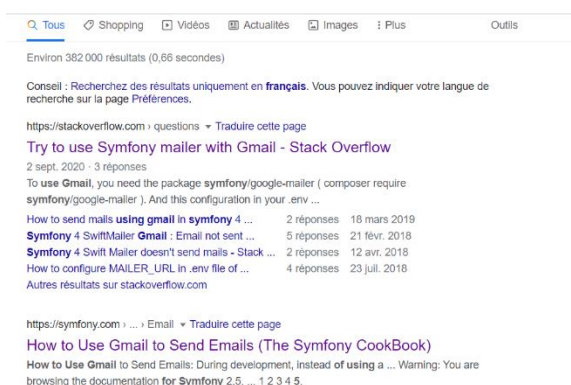 Tous Shopping Vidéos Actualités Images Plus Outils
Environ 382 000 résultats (0,66 secondes)
Conseil : Recherchez des résultats uniquement en français. Vous pouvez indiquer votre langue de
recherche sur la page Préférences.
https://stackoverflow.com › questions ▾ Traduire cette page
Try to use Symfony mailer with Gmail - Stack Overflow
2 sept. 2020 · 3 réponses
To use Gmail, you need the package symfony/google-mailer ( composer require
symfony/google-mailer ). And this configuration in your .env ...
How to send mails using gmail in symfony 4 ... 2 réponses 18 mars 2019
Symfony 4 SwiftMailer Gmail : Email not sent ... 5 réponses 21 févr. 2018
Symfony 4 Swift Mailer doesn't send mails - Stack ... 2 réponses 12 avr. 2018
How to configure MAILER_URL in .env file of ... 4 réponses 23 juil. 2018
Autres résultats sur stackoverflow.com
https://symfony.com › ... › Email ▾ Traduire cette page
How to Use Gmail to Send Emails (The Symfony CookBook)
How to Use Gmail to Send Emails: During development, instead of using a ... Warning: You are
browsing the documentation for Symfony 2.5, ... 1 2 3 4 5.